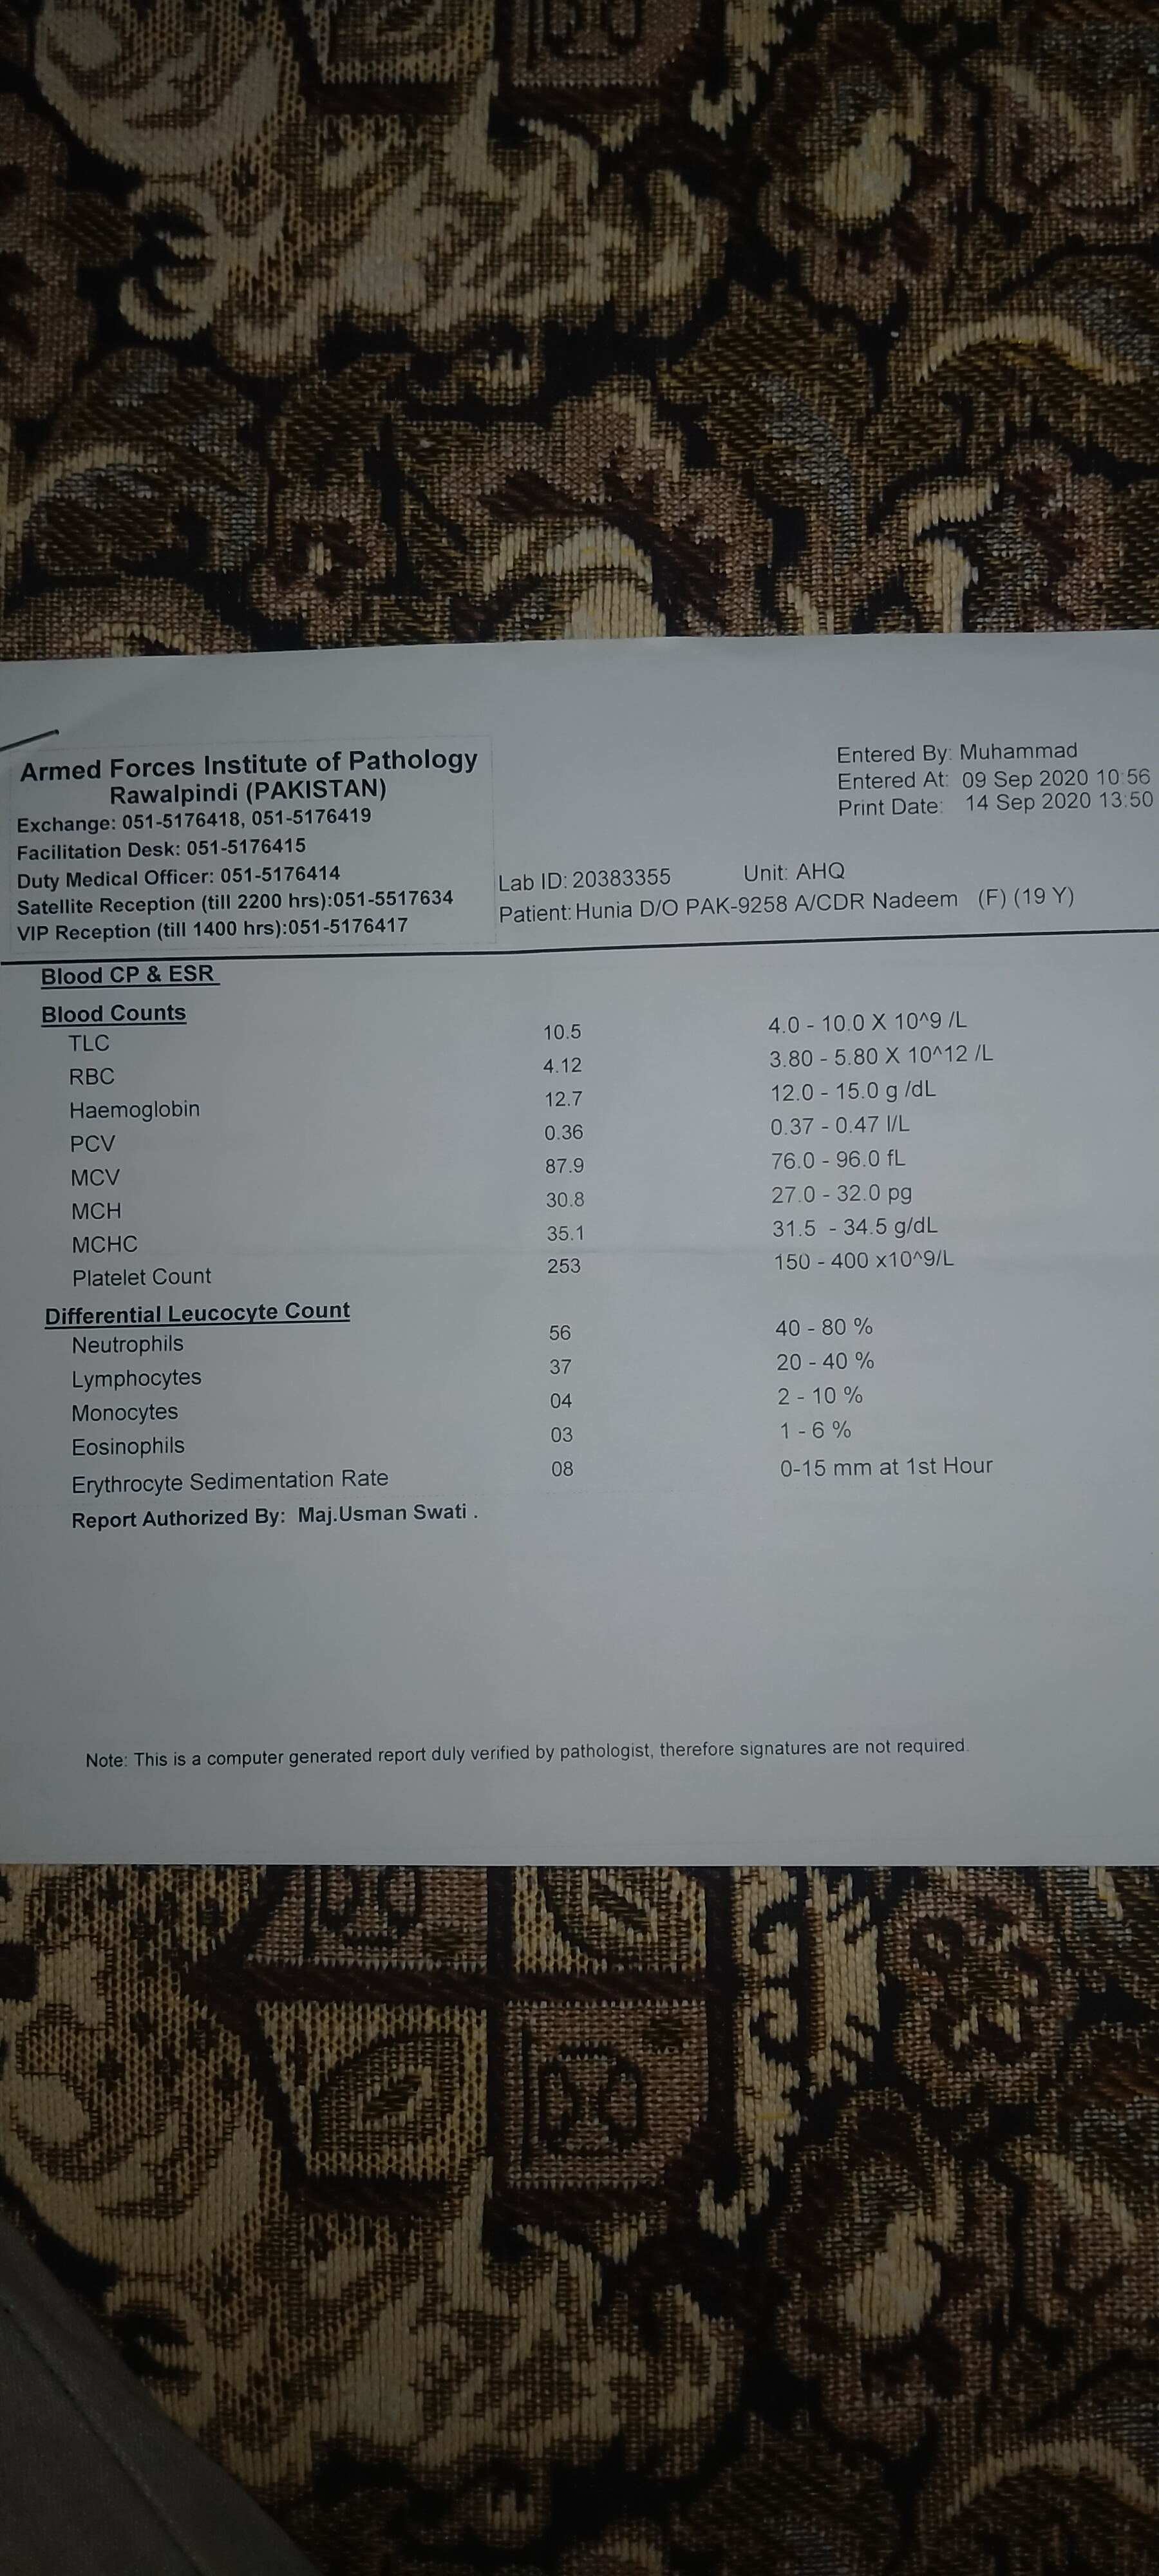 Armed Forces Institute of Pathology
Rawalpindi (PAKISTAN)
Exchange: 051-5176418, 051-5176419
Facilitation Desk: 051-5176415
Duty Medical Officer: 051-5176414
Satellite Reception (till 2200 hrs):051-5517634
VIP Reception (till 1400 hrs):051-5176417
Entered By: Muhammad
Entered At: 09 Sep 2020 10:56
Print Date: 14 Sep 2020 13:50
Lab ID: 20383355 Unit: AHQ
Patient: Hunia D/O PAK-9258 A/CDR Nadeem (F) (19 Y)
Blood CP & ESR
Blood Counts
TLC 10.5 4.0 - 10.0 X 10^9 /L
RBC 4.12 3.80 - 5.80 X 10^12 /L
Haemoglobin 12.7 12.0 - 15.0 g /dL
PCV 0.36 0.37 - 0.47 l/L
MCV 87.9 76.0 - 96.0 fL
MCH 30.8 27.0 - 32.0 pg
MCHC 35.1 31.5 - 34.5 g/dL
Platelet Count 253 150 - 400 x10^9/L
Differential Leucocyte Count
Neutrophils 56 40 - 80 %
Lymphocytes 37 20 - 40 %
Monocytes 04 2 - 10 %
Eosinophils 03 1 - 6 %
Erythrocyte Sedimentation Rate 08 0-15 mm at 1st Hour
Report Authorized By: Maj.Usman Swati .
Note: This is a computer generated report duly verified by pathologist, therefore signatures are not required.